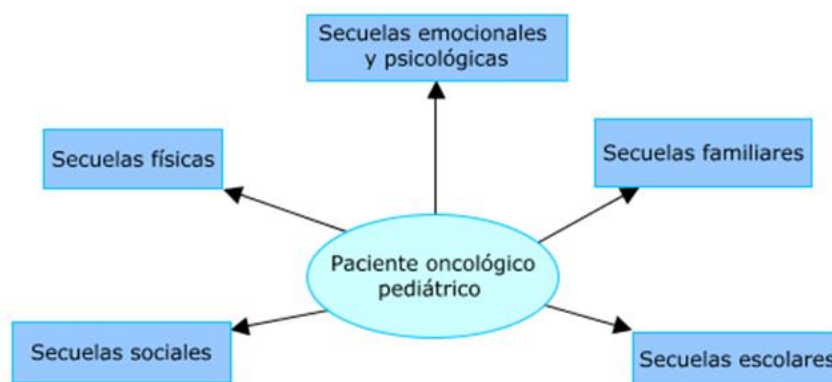 Secuelas emocionales
y psicológicas
Secuelas físicas
Secuelas familiares
Paciente oncológico
pediátrico
Secuelas sociales
Secuelas escolares